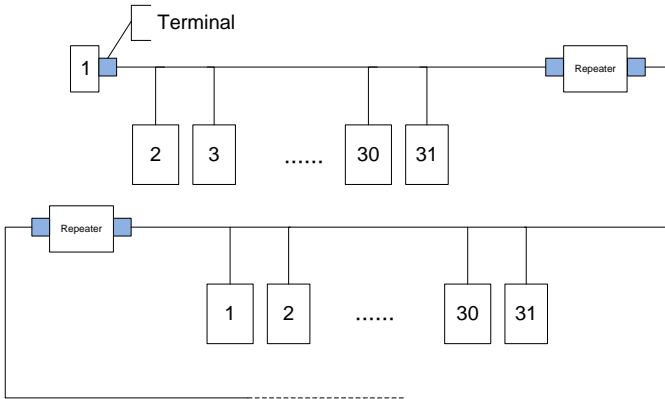 Terminal
1
Repeater
2 3 ...... 30 31
Repeater
1 2 ...... 30 31